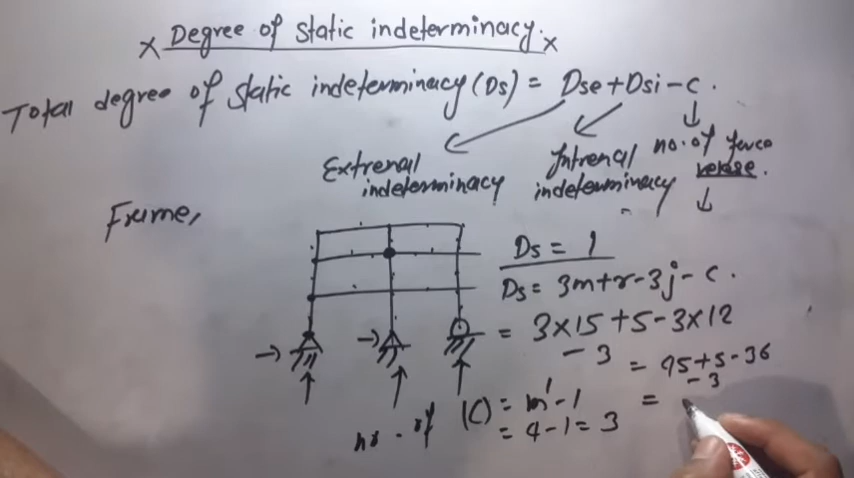 x Degree of static indeterminacy. x
Total degree of static indeterminacy (Ds) = Dse + Dsi - C.
Extrenal indeterminacy
Intrenal indeterminacy
no. of force relese.
Frame,
Ds = 1
Ds = 3m + r - 3j - C.
= 3 x 15 + 5 - 3 x 12 - 3
= 45 + 5 - 36 - 3
=
no. of (C) = m' - 1
= 4 - 1 = 3